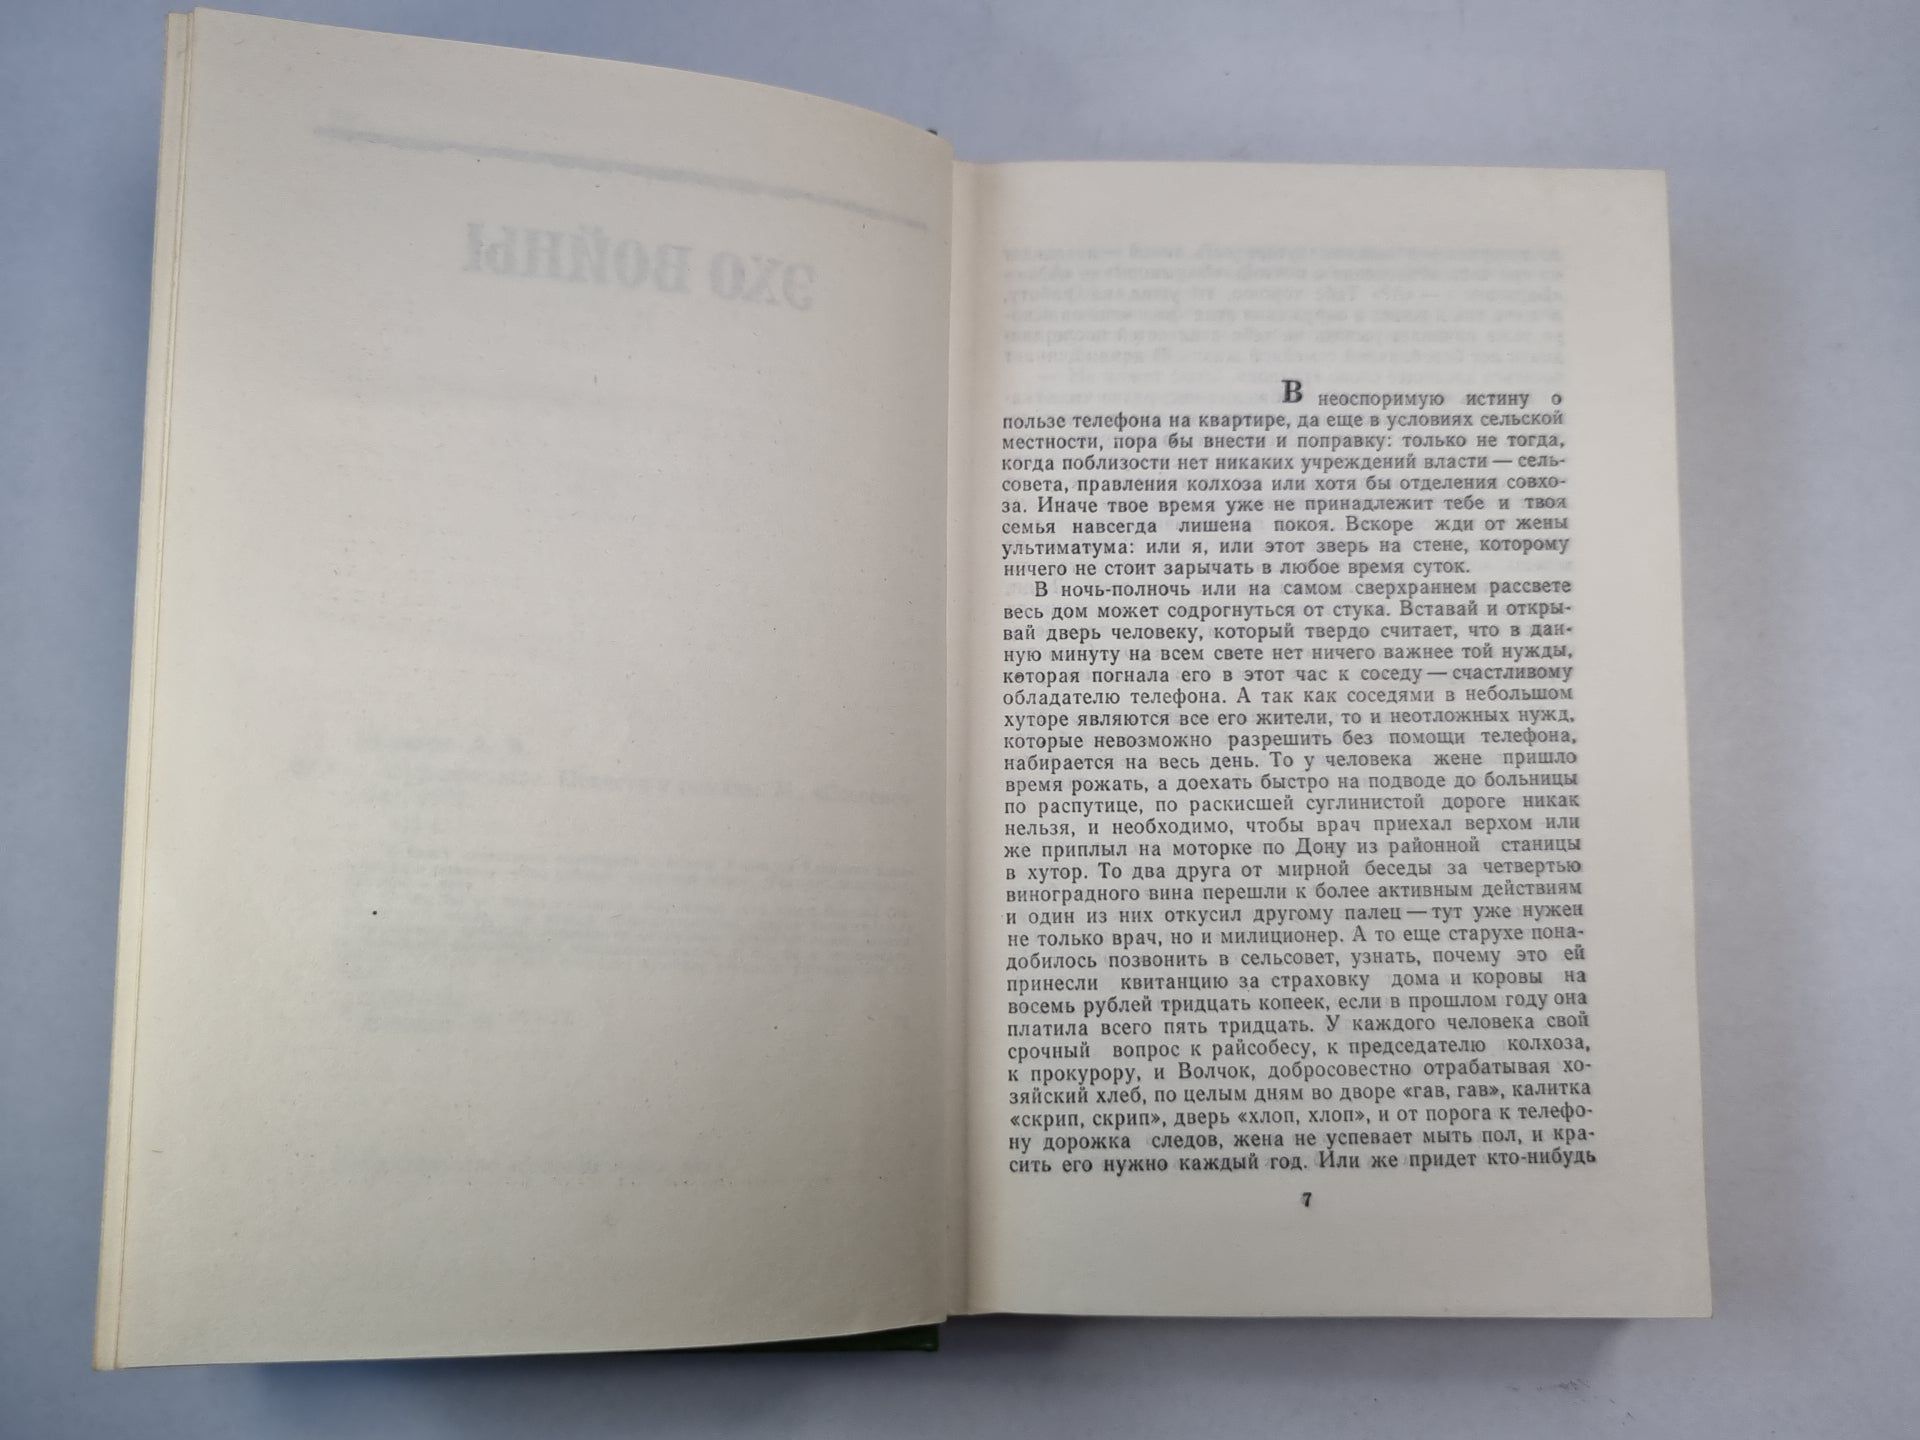 ЭХО ВОЙНЫ
В неоспоримую истину о
пользе телефона на квартире, да еще в условиях сельской
местности, пора бы внести и поправку: только не тогда,
когда поблизости нет никаких учреждений власти — сель-
совета, правления колхоза или хотя бы отделения совхо-
за. Иначе твое время уже не принадлежит тебе и твоя
семья навсегда лишена покоя. Вскоре жди от жены
ультиматума: или я, или этот зверь на стене, которому
ничего не стоит зарычать в любое время суток.
В ночь-полночь или на самом сверхраннем рассвете
весь дом может содрогнуться от стука. Вставай и откры-
вай дверь человеку, который твердо считает, что в дан-
ную минуту на всем свете нет ничего важнее той нужды,
которая погнала его в этот час к соседу — счастливому
обладателю телефона. А так как соседями в небольшом
хуторе являются все его жители, то и неотложных нужд,
которые невозможно разрешить без помощи телефона,
набирается на весь день. То у человека жене пришло
время рожать, а доехать быстро на подводе до больницы
по распутице, по раскисшей суглинистой дороге никак
нельзя, и необходимо, чтобы врач приехал верхом или
же приплыл на моторке по Дону из районной станицы
в хутор. То два друга от мирной беседы за четвертью
виноградного вина перешли к более активным действиям
и один из них откусил другому палец — тут уже нужен
не только врач, но и милиционер. А то еще старухе пона-
добилось позвонить в сельсовет, узнать, почему это ей
принесли квитанцию за страховку дома и коровы на
восемь рублей тридцать копеек, если в прошлом году она
платила всего пять тридцать. У каждого человека свой
срочный вопрос к райсобесу, к председателю колхоза,
к прокурору, и Волчок, добросовестно отрабатывая хо-
зяйский хлеб, по целым дням во дворе «гав, гав», калитка
«скрип, скрип», дверь «хлоп, хлоп», и от порога к телефо-
ну дорожка следов, жена не успевает мыть пол, и кра-
сить его нужно каждый год. Или же придет кто-нибудь
7